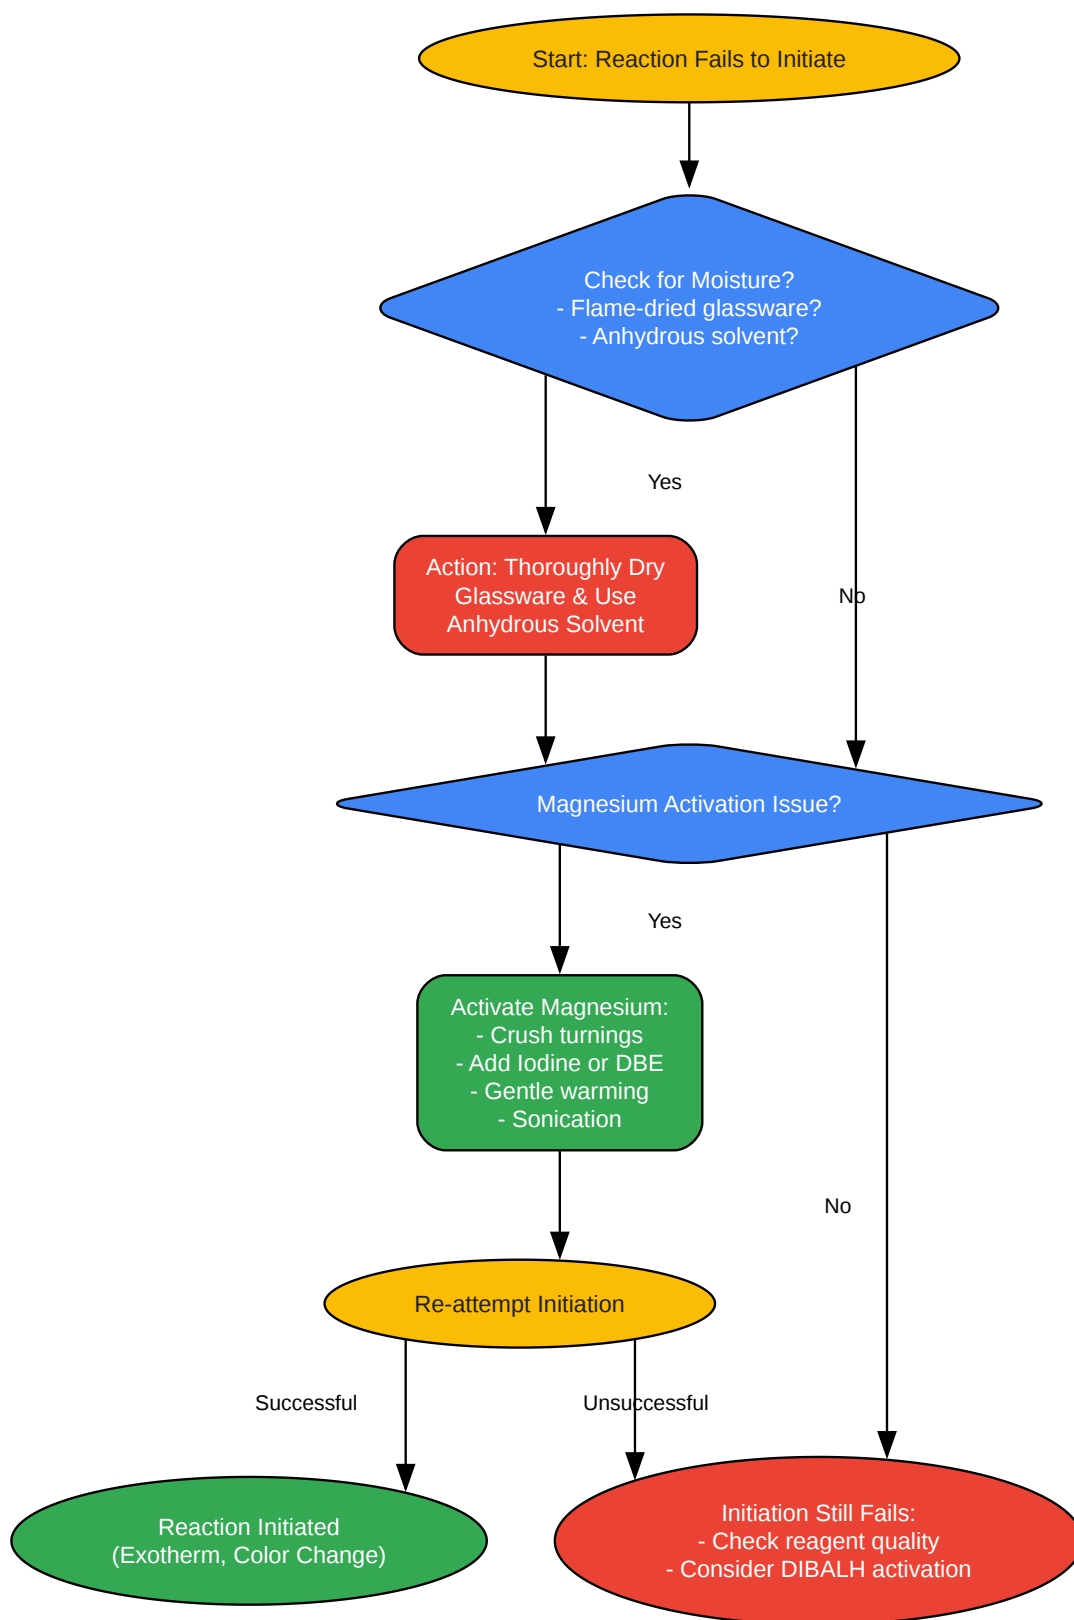 Start: Reaction Fails to Initiate
Check for Moisture?
- Flame-dried glassware?
- Anhydrous solvent?
Yes
Action: Thoroughly Dry
Glassware & Use
Anhydrous Solvent
No
Magnesium Activation Issue?
Yes
Activate Magnesium:
- Crush turnings
- Add Iodine or DBE
- Gentle warming
- Sonication
No
Re-attempt Initiation
Successful
Unsuccessful
Reaction Initiated
(Exotherm, Color Change)
Initiation Still Fails:
- Check reagent quality
- Consider DIBALH activation